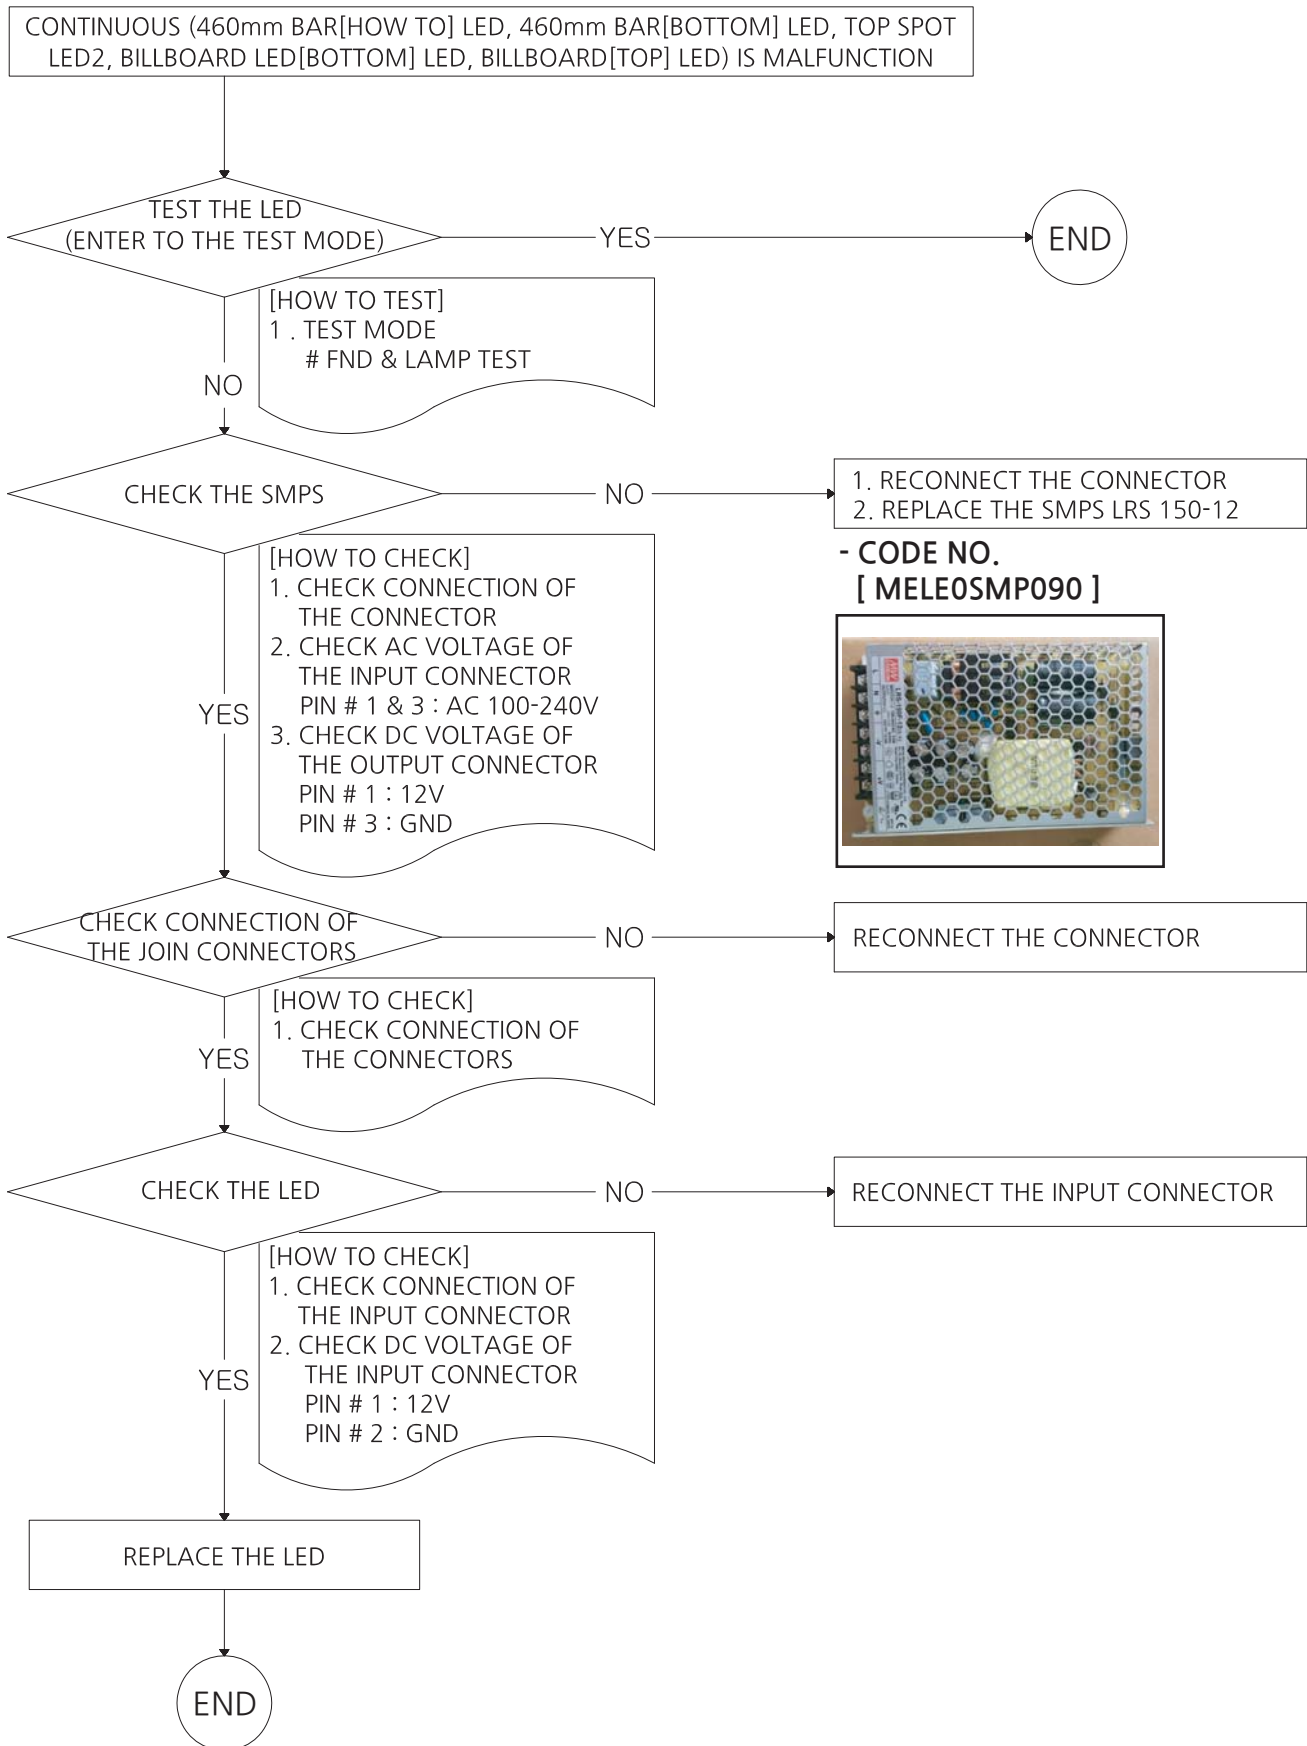 CONTINUOUS (460mm BAR[HOW TO] LED, 460mm BAR[BOTTOM] LED, TOP SPOT
LED2, BILLBOARD LED[BOTTOM] LED, BILLBOARD[TOP] LED) IS MALFUNCTION
TEST THE LED
(ENTER TO THE TEST MODE)
YES
END
[HOW TO TEST]
1 . TEST MODE
# FND & LAMP TEST
NO
CHECK THE SMPS
NO
1. RECONNECT THE CONNECTOR
2. REPLACE THE SMPS LRS 150-12
- CODE NO.
[ MELE0SMP090 ]
[HOW TO CHECK]
1. CHECK CONNECTION OF
THE CONNECTOR
2. CHECK AC VOLTAGE OF
THE INPUT CONNECTOR
PIN # 1 & 3 : AC 100-240V
3. CHECK DC VOLTAGE OF
THE OUTPUT CONNECTOR
PIN # 1 : 12V
PIN # 3 : GND
YES
CHECK CONNECTION OF
THE JOIN CONNECTORS
NO
RECONNECT THE CONNECTOR
[HOW TO CHECK]
1. CHECK CONNECTION OF
THE CONNECTORS
YES
CHECK THE LED
NO
RECONNECT THE INPUT CONNECTOR
[HOW TO CHECK]
1. CHECK CONNECTION OF
THE INPUT CONNECTOR
2. CHECK DC VOLTAGE OF
THE INPUT CONNECTOR
PIN # 1 : 12V
PIN # 2 : GND
YES
REPLACE THE LED
END